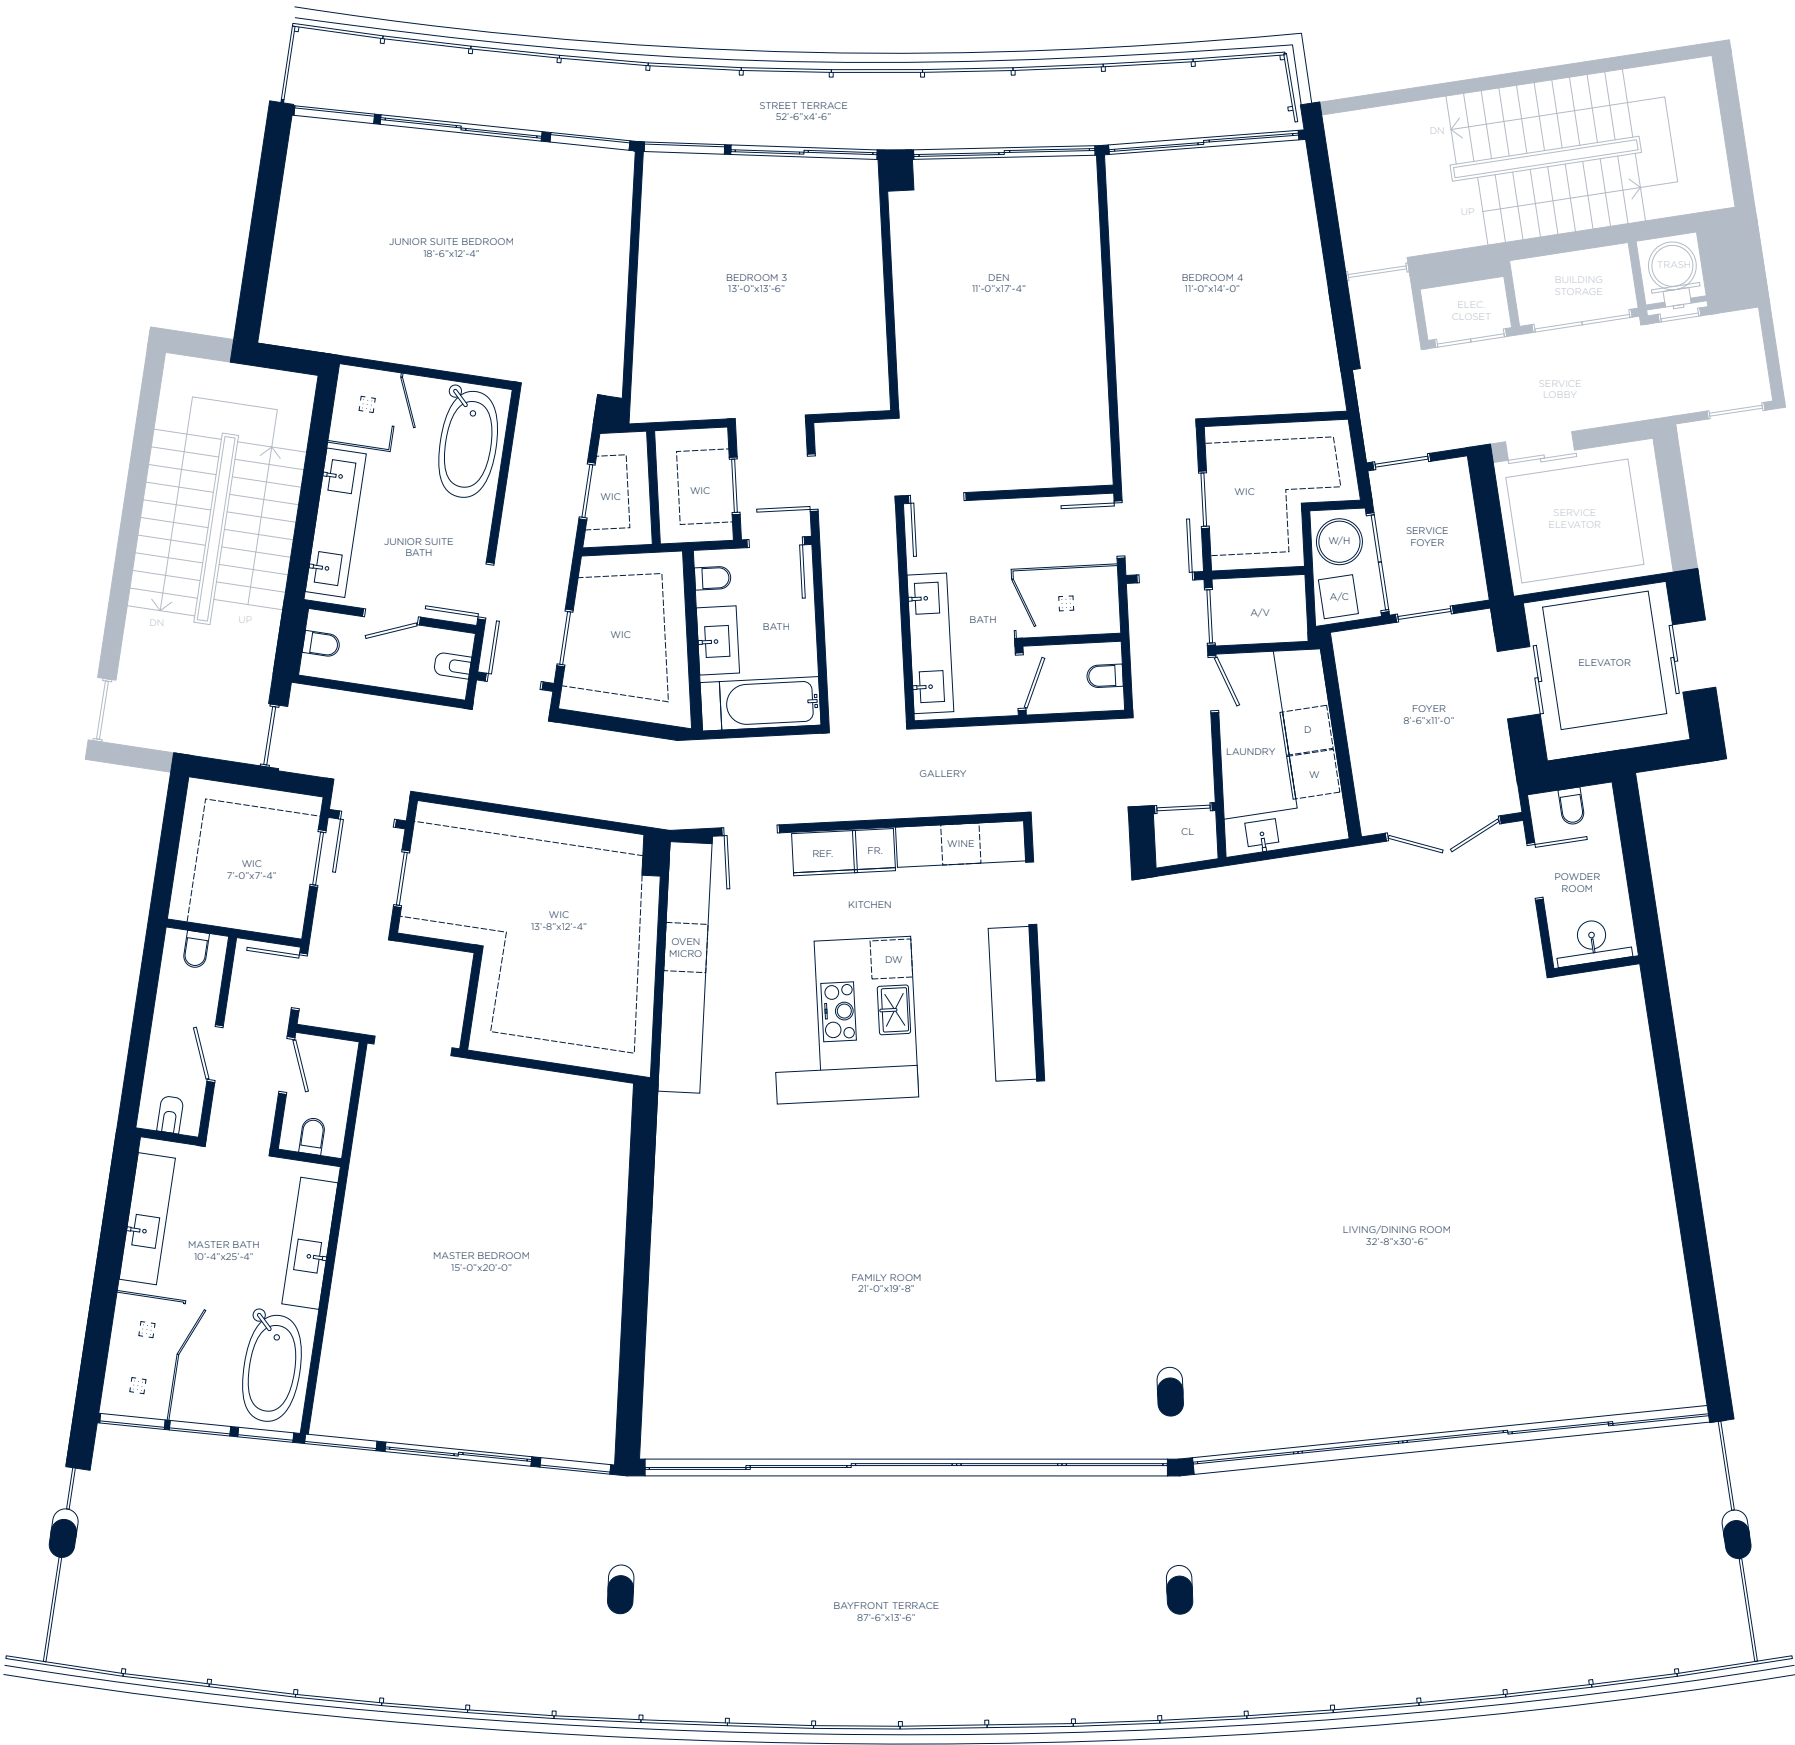 STREET TERRACE
52'-6"x4'-6"
DN
UP
JUNIOR SUITE BEDROOM
18'-6"x12'-4"
BEDROOM 3
13'-0"x13'-6"
DEN
11'-0"x17'-4"
BEDROOM 4
11'-0"x14'-0"
TRASH
BUILDING
STORAGE
ELEC.
CLOSET
SERVICE
LOBBY
WIC
WIC
WIC
SERVICE
ELEVATOR
SERVICE
FOYER
W/H
JUNIOR SUITE
BATH
A/C
A/V
DN
UP
WIC
BATH
BATH
ELEVATOR
FOYER
8'-6"x11'-0"
D
LAUNDRY
W
GALLERY
CL
REF.
FR.
WINE
WIC
7'-0"x7'-4"
POWDER
ROOM
KITCHEN
WIC
13'-8"x12'-4"
OVEN
MICRO
DW
MASTER BATH
10'-4"x25'-4"
MASTER BEDROOM
15'-0"x20'-0"
LIVING/DINING ROOM
32'-8"x30'-6"
FAMILY ROOM
21'-0"x19'-8"
BAYFRONT TERRACE
87'-6"x13'-6"